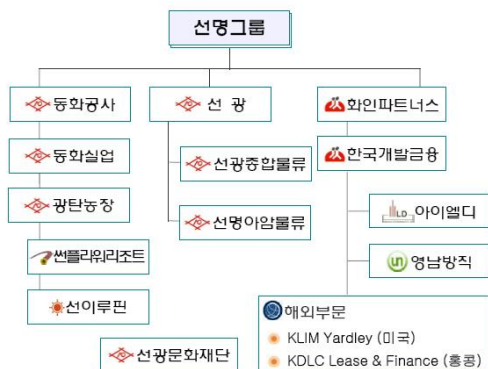 선명그룹
동화공사
선 광
화인파트너스
동화실업
선광종합물류
한국개발금융
광탄농장
선명아암물류
LD 아이엘디
썬플라워리조트
영남방직
선이루핀
해외부문
KLIM Yardley (미국)
KDLC Lease & Finance (홍콩)
선광문화재단